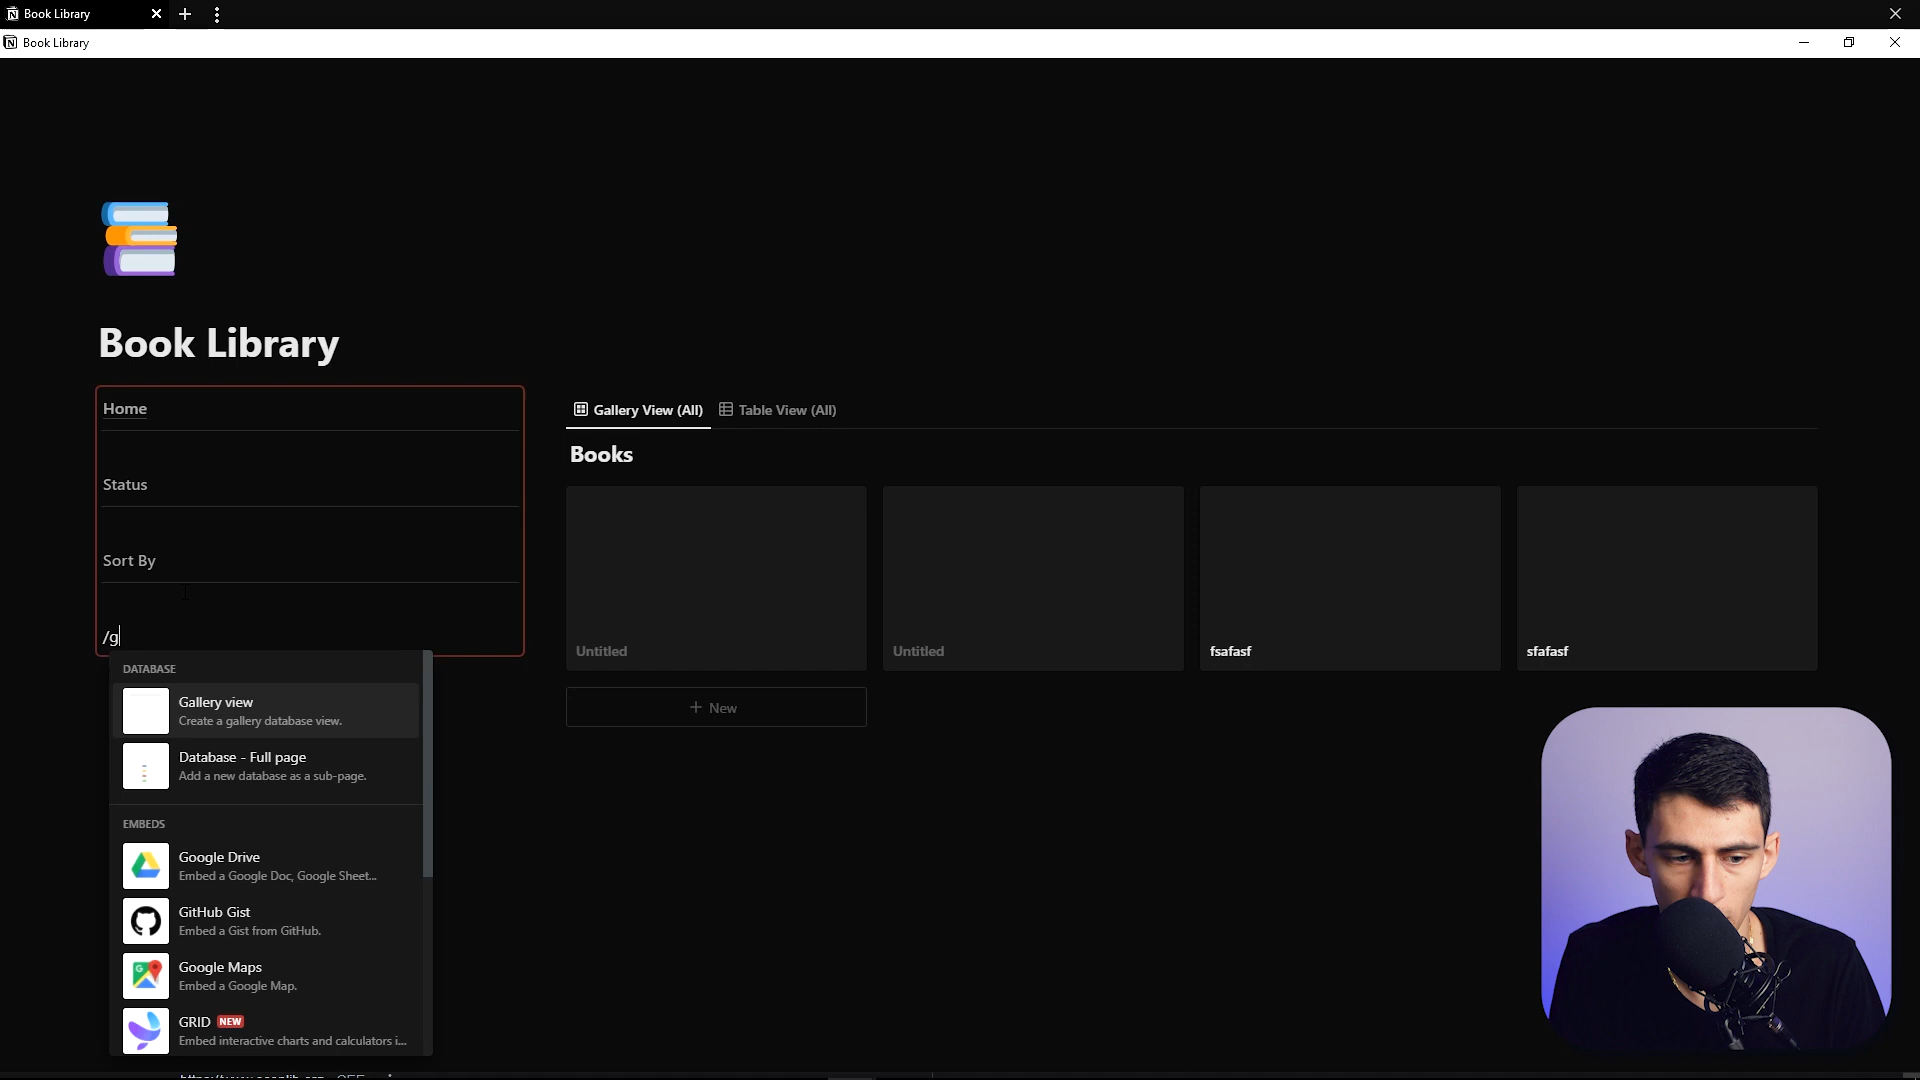 Book Library
Book Library
Book Library
Home
Status
Sort By
/g
DATABASE
Gallery view
Create a gallery database view.
Database - Full page
Add a new database as a sub-page.
EMBEDS
Google Drive
Embed a Google Doc, Google Sheet...
GitHub Gist
Embed a Gist from GitHub.
Google Maps
Embed a Google Map.
GRID NEW
Embed interactive charts and calculators i...
Gallery View (All) Table View (All)
Books
Untitled
Untitled
fsafasf
sfafasf
+ New